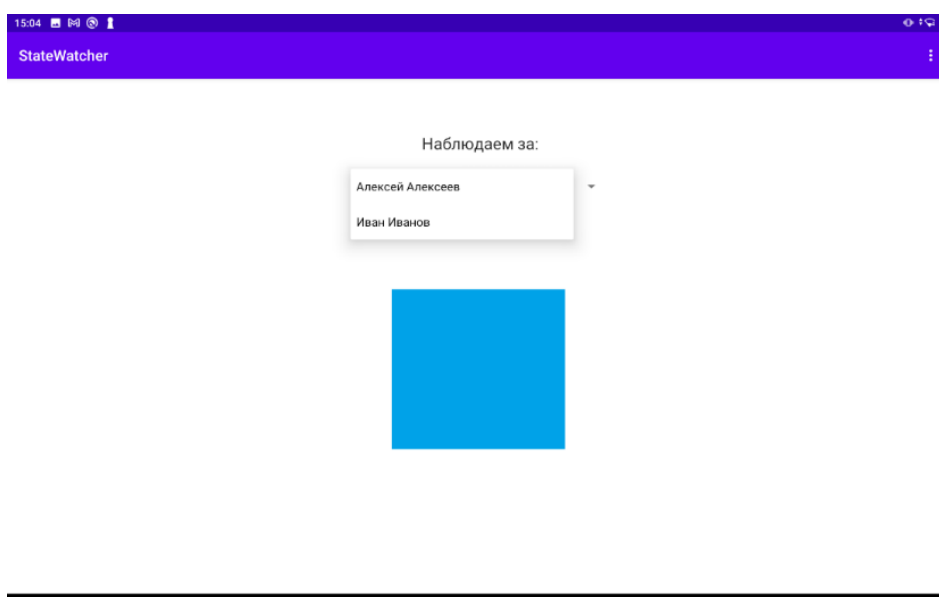 15:04
StateWatcher
Наблюдаем за:
Алексей Алексеев
Иван Иванов